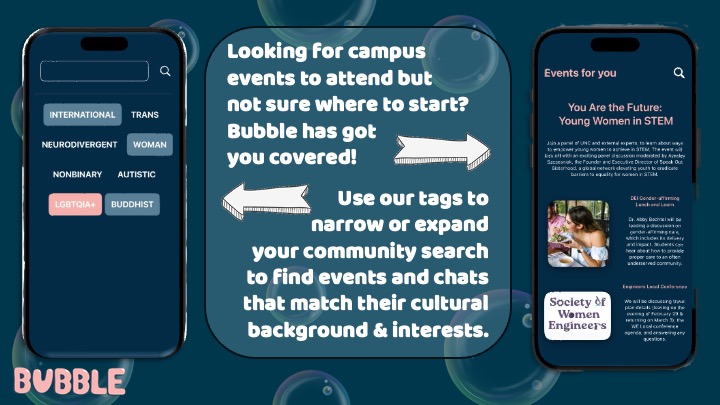 INTERNATIONAL TRANS
NEURODIVERGENT WOMAN
NONBINARY AUTISTIC
LGBTQIA+ BUDDHIST
BUBBLE
Looking for campus
events to attend but
not sure where to start?
Bubble has got
you covered!
Use our tags to
narrow or expand
your community search
to find events and chats
that match their cultural
background & interests.
Events for you
You Are the Future:
Young Women in STEM
Join a panel of UNC and external experts, to learn about ways
to empower young women to achieve in STEM. The event will
kick off with an exciting panel discussion moderated by
and the Founder and Executive Director of Speak Out
Sisterhood, a global network elevating youth to eradicate
barriers to equality for women in STEM.
DEI Gender-affirming
Lunch and Learn
Dr. Abby Bechtel will be
leading a discussion on
gender-affirming care,
which includes its delivery
and impact. Students can
hear about how to provide
proper care to an often
underserved community.
Engineers Local Conference
Society of
Women
Engineers
We will be discussing travel
plan details (leaving on the
evening of February 29 &
returning on March 3), the
WE Local conference
agenda, and answering any
questions.